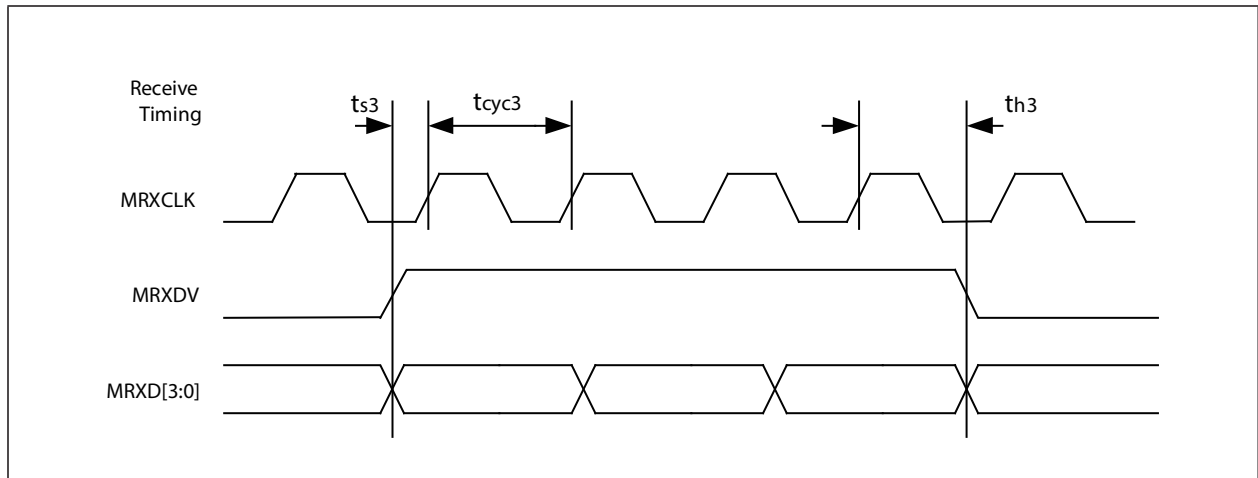 Receive
Timing
ts3
tcyc3
th3
MRXCLK
MRXDV
MRXD[3:0]